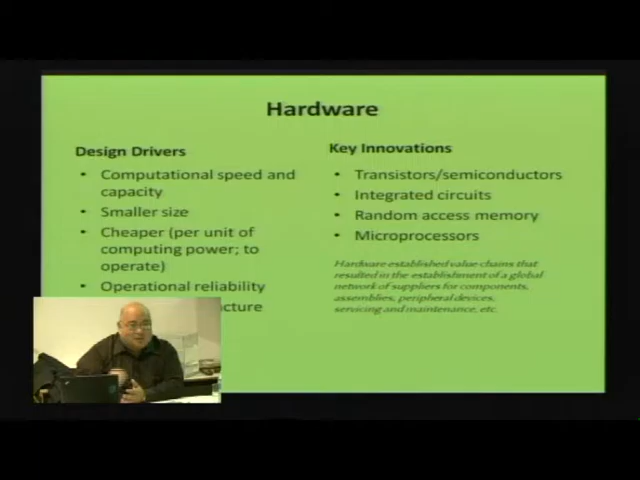 Hardware
Design Drivers
• Computational speed and
capacity
• Smaller size
• Cheaper (per unit of
computing power; to
operate)
• Operational reliability
Key Innovations
• Transistors/semiconductors
• Integrated circuits
• Random access memory
• Microprocessors
Hardware established value chains that
resulted in the establishment of a global
network of suppliers for components,
assemblies, peripheral devices,
servicing and maintenance, etc.